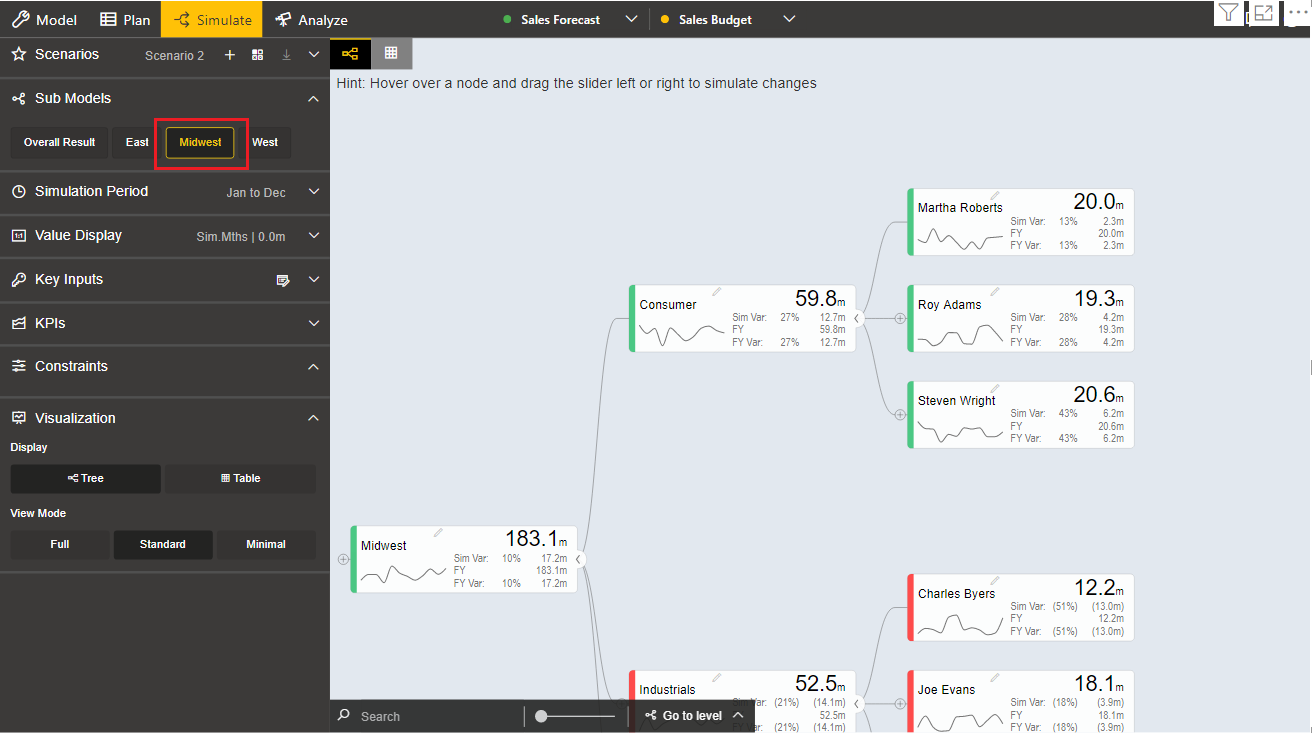 Model Plan Simulate Analyze Sales Forecast Sales Budget
Scenarios Scenario 2 +
Hint: Hover over a node and drag the slider left or right to simulate changes
Sub Models
Overall Result East Midwest West
Simulation Period Jan to Dec
Value Display Sim.Mths | 0.0m
Key Inputs
KPIs
Constraints
Visualization
Display
Tree Table
View Mode
Full Standard Minimal
Midwest 183.1m
Sim Var: 10% 17.2m
FY 183.1m
FY Var: 10% 17.2m
Consumer 59.8m
Sim Var: 27% 12.7m
FY 59.8m
FY Var: 27% 12.7m
Martha Roberts 20.0m
Sim Var: 13% 2.3m
FY 20.0m
FY Var: 13% 2.3m
Roy Adams 19.3m
Sim Var: 28% 4.2m
FY 19.3m
FY Var: 28% 4.2m
Steven Wright 20.6m
Sim Var: 43% 6.2m
FY 20.6m
FY Var: 43% 6.2m
Industrials 52.5m
Sim Var: (21%) (14.1m)
52.5m
(21%) (14.1m)
Charles Byers 12.2m
Sim Var: (51%) (13.0m)
FY 12.2m
FY Var: (51%) (13.0m)
Joe Evans 18.1m
Sim Var: (18%) (3.9m)
FY 18.1m
FY Var: (18%) (3.9m)
Search Go to level